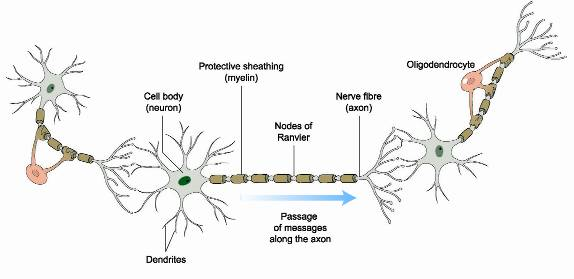 Protective sheathing
(myelin)
Oligodendrocyte
Cell body
(neuron)
Nerve fibre
(axon)
Nodes of
Ranvier
Passage
of messages
along the axon
Dendrites